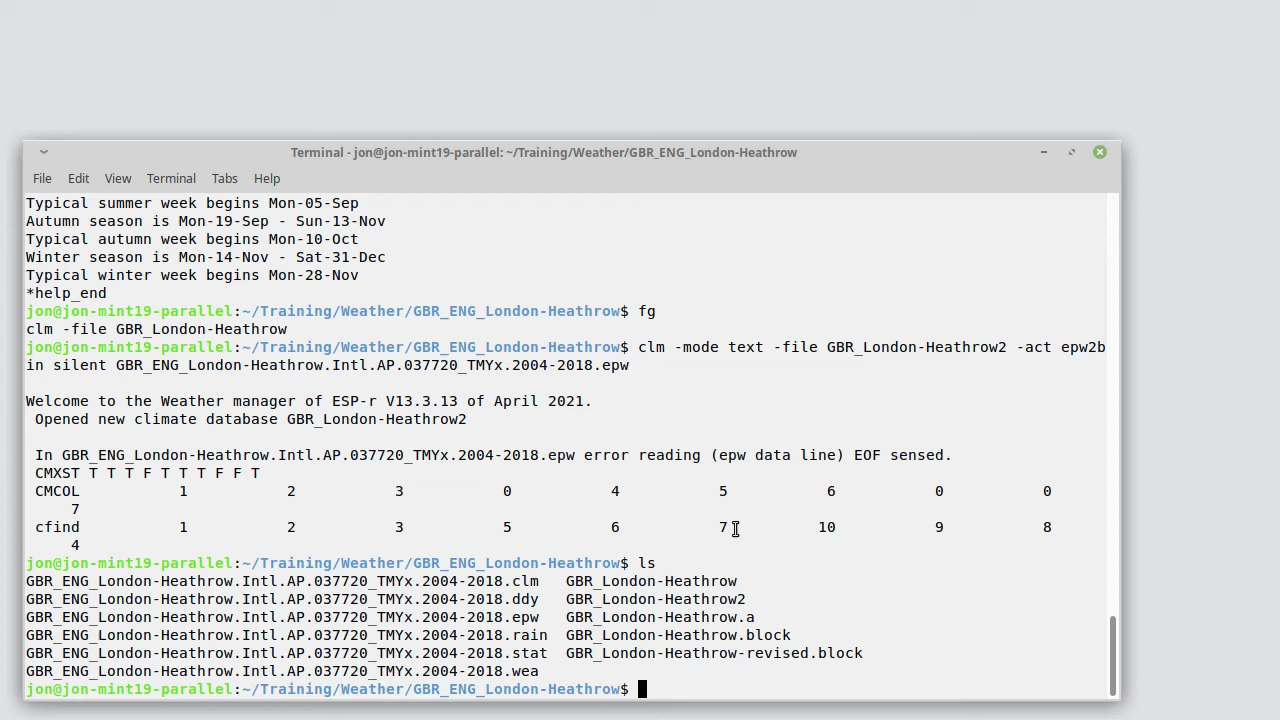 Terminal - jon@jon-mint19-parallel: ~/Training/Weather/GBR_ENG_London-Heathrow
File Edit View Terminal Tabs Help
Typical summer week begins Mon-05-Sep
Autumn season is Mon-19-Sep - Sun-13-Nov
Typical autumn week begins Mon-10-Oct
Winter season is Mon-14-Nov - Sat-31-Dec
Typical winter week begins Mon-28-Nov
*help_end
jon@jon-mint19-parallel:~/Training/Weather/GBR_ENG_London-Heathrow$ fg
clm -file GBR_London-Heathrow
jon@jon-mint19-parallel:~/Training/Weather/GBR_ENG_London-Heathrow$ clm -mode text -file GBR_London-Heathrow2 -act epw2b
in silent GBR_ENG_London-Heathrow.Intl.AP.037720_TMYx.2004-2018.epw
Welcome to the Weather manager of ESP-r V13.3.13 of April 2021.
Opened new climate database GBR_London-Heathrow2
In GBR_ENG_London-Heathrow.Intl.AP.037720_TMYx.2004-2018.epw error reading (epw data line) EOF sensed.
CMXST T T T F T T T F F T
CMCOL 1 2 3 0 4 5 6 0 0
7
cfind 1 2 3 5 6 7 10 9 8
4
jon@jon-mint19-parallel:~/Training/Weather/GBR_ENG_London-Heathrow$ ls
GBR_ENG_London-Heathrow.Intl.AP.037720_TMYx.2004-2018.clm GBR_London-Heathrow
GBR_ENG_London-Heathrow.Intl.AP.037720_TMYx.2004-2018.ddy GBR_London-Heathrow2
GBR_ENG_London-Heathrow.Intl.AP.037720_TMYx.2004-2018.epw GBR_London-Heathrow.a
GBR_ENG_London-Heathrow.Intl.AP.037720_TMYx.2004-2018.rain GBR_London-Heathrow.block
GBR_ENG_London-Heathrow.Intl.AP.037720_TMYx.2004-2018.stat GBR_London-Heathrow-revised.block
GBR_ENG_London-Heathrow.Intl.AP.037720_TMYx.2004-2018.wea
jon@jon-mint19-parallel:~/Training/Weather/GBR_ENG_London-Heathrow$